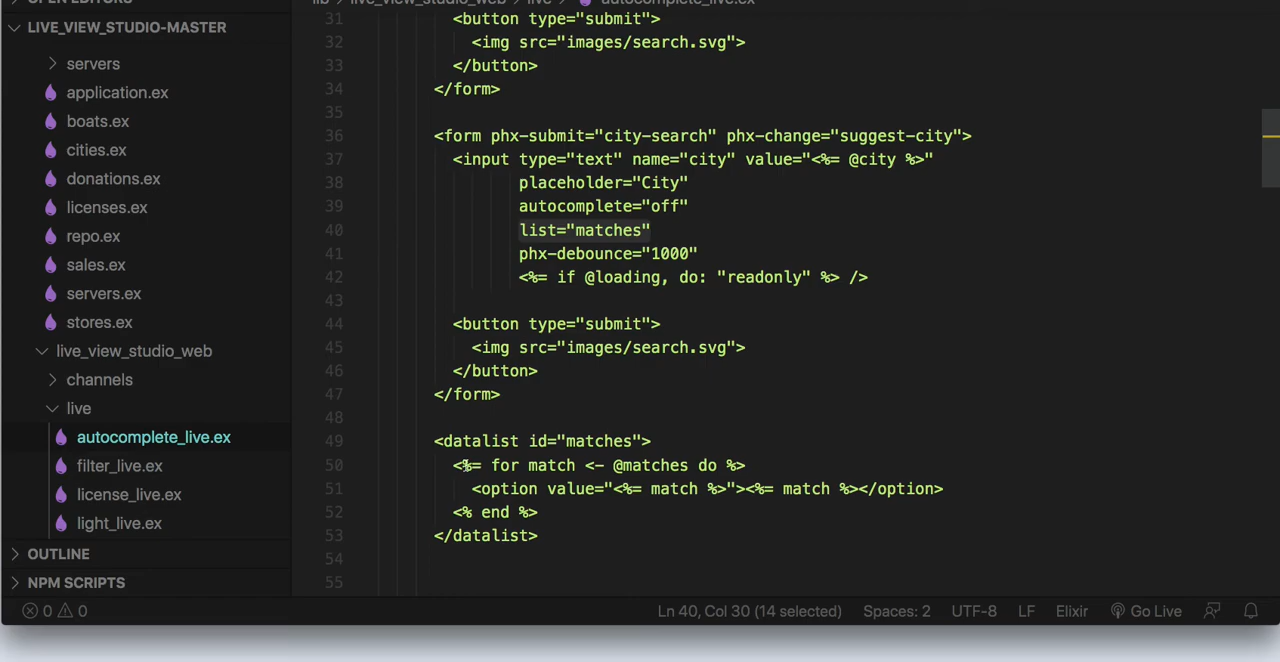 OPEN EDITORS
LIVE_VIEW_STUDIO-MASTER
servers
application.ex
boats.ex
cities.ex
donations.ex
licenses.ex
repo.ex
sales.ex
servers.ex
stores.ex
live_view_studio_web
channels
live
autocomplete_live.ex
filter_live.ex
license_live.ex
light_live.ex
OUTLINE
NPM SCRIPTS
lib > live_view_studio_web > live > autocomplete_live.ex
31 <button type="submit">
32 <img src="images/search.svg">
33 </button>
34 </form>
35
36 <form phx-submit="city-search" phx-change="suggest-city">
37 <input type="text" name="city" value="<%= @city %>"
38 placeholder="City"
39 autocomplete="off"
40 list="matches"
41 phx-debounce="1000"
42 <%= if @loading, do: "readonly" %> />
43
44 <button type="submit">
45 <img src="images/search.svg">
46 </button>
47 </form>
48
49 <datalist id="matches">
50 <%= for match <- @matches do %>
51 <option value="<%= match %>"><%= match %></option>
52 <% end %>
53 </datalist>
54
55
0 0 Ln 40, Col 30 (14 selected) Spaces: 2 UTF-8 LF Elixir Go Live